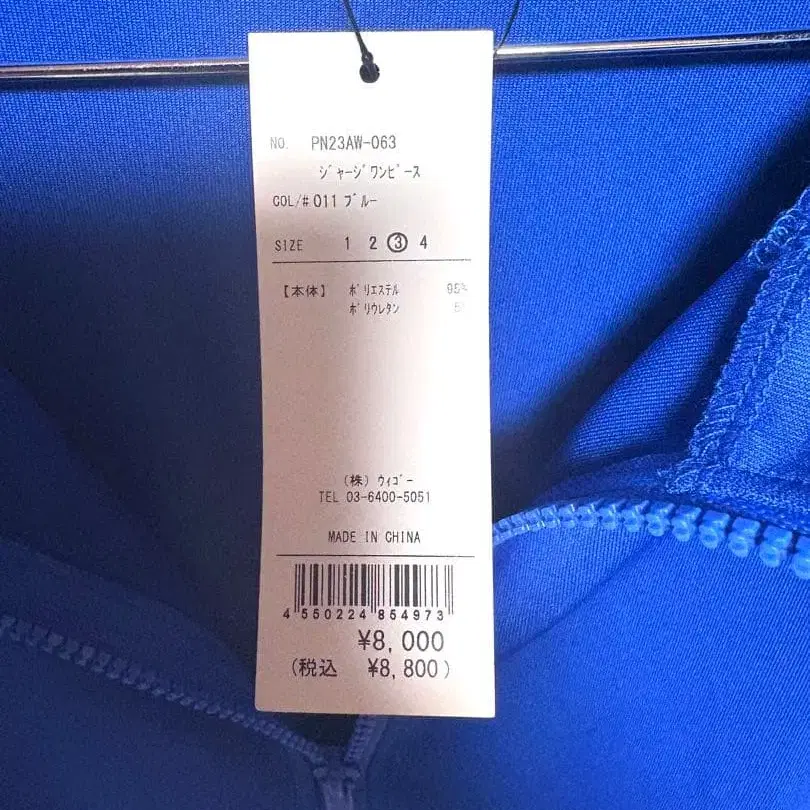 NO. PN23AW-063
ジャージワンピース
COL/#011 ブルー
SIZE 1 2 ③ 4
【本体】 ポリエステル 95%
ポリウレタン
(株) ウィゴー
TEL 03-6400-5051
MADE IN CHINA
4 550224 854973
¥8,000
(税込 ¥8,800)